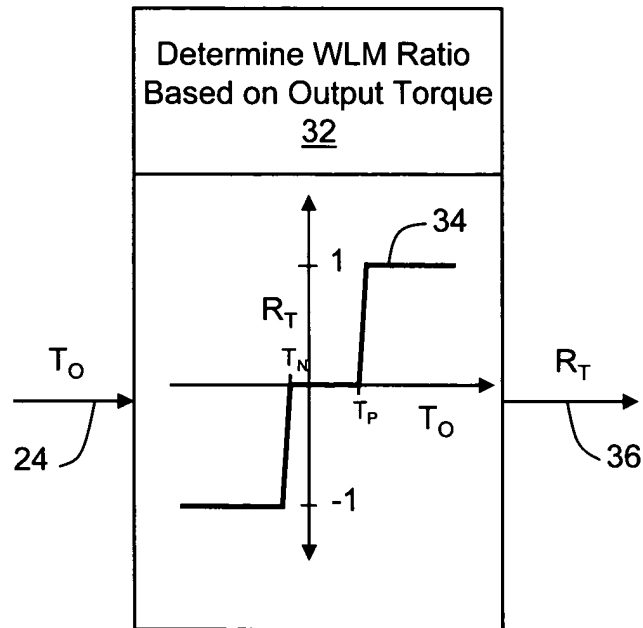 Determine WLM Ratio
Based on Output Torque
32
34
1
R_T
T_N
T_O
R_T
T_P
T_O
24
36
-1